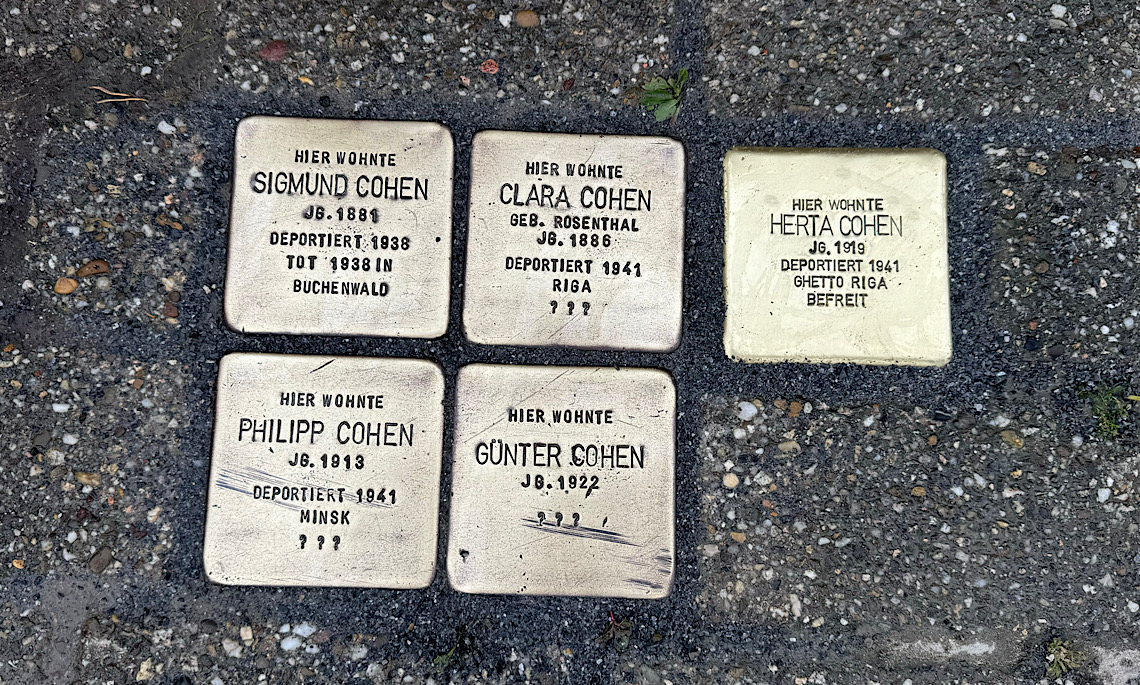 HIER WOHNTE
SIGMUND COHEN
JG. 1881
DEPORTIERT 1938
TOT 1938 IN
BUCHENWALD
HIER WOHNTE
CLARA COHEN
GEB. ROSENTHAL
JG. 1886
DEPORTIERT 1941
RIGA
? ? ?
HIER WOHNTE
HERTA COHEN
JG. 1919
DEPORTIERT 1941
GHETTO RIGA
BEFREIT
HIER WOHNTE
PHILIPP COHEN
JG. 1913
DEPORTIERT 1941
MINSK
? ? ?
HIER WOHNTE
GÜNTER COHEN
JG. 1922
? ? ?